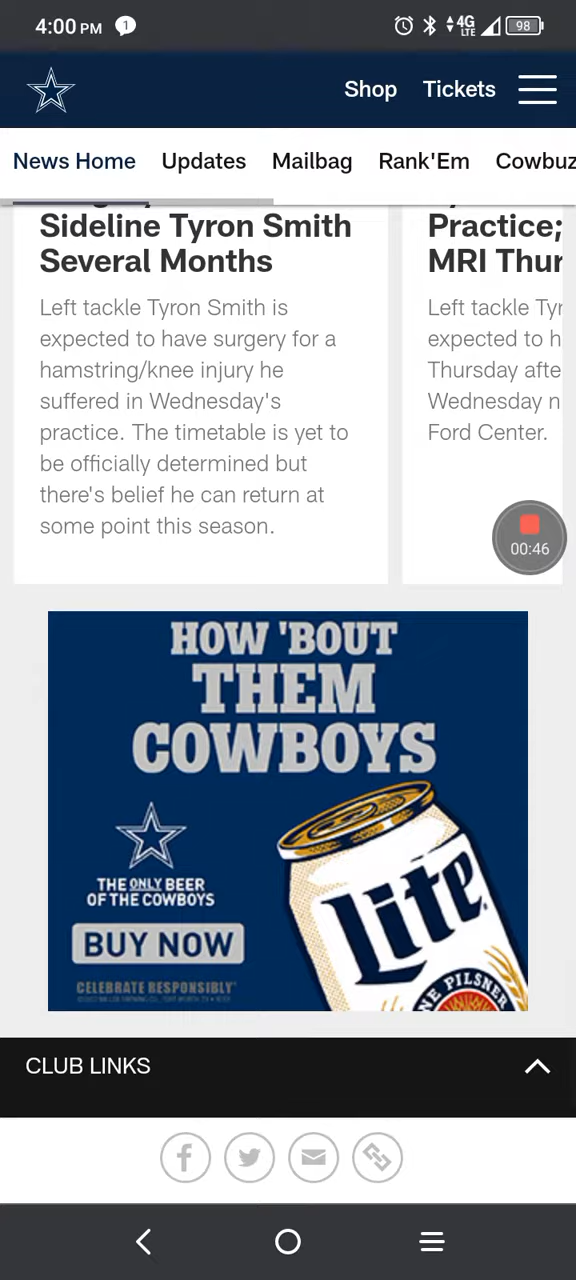 4:00 PM 1 4G LTE 98
Shop Tickets
News Home Updates Mailbag Rank'Em Cowbuz
Sideline Tyron Smith
Several Months
Left tackle Tyron Smith is
expected to have surgery for a
hamstring/knee injury he
suffered in Wednesday's
practice. The timetable is yet to
be officially determined but
there's belief he can return at
some point this season.
Practice;
MRI Thur
Left tackle Tyr
expected to h
Thursday afte
Wednesday n
Ford Center.
00:46
HOW 'BOUT
THEM
COWBOYS
THE ONLY BEER
OF THE COWBOYS
BUY NOW
CELEBRATE RESPONSIBLY
Lite
NE PILSNER
CLUB LINKS